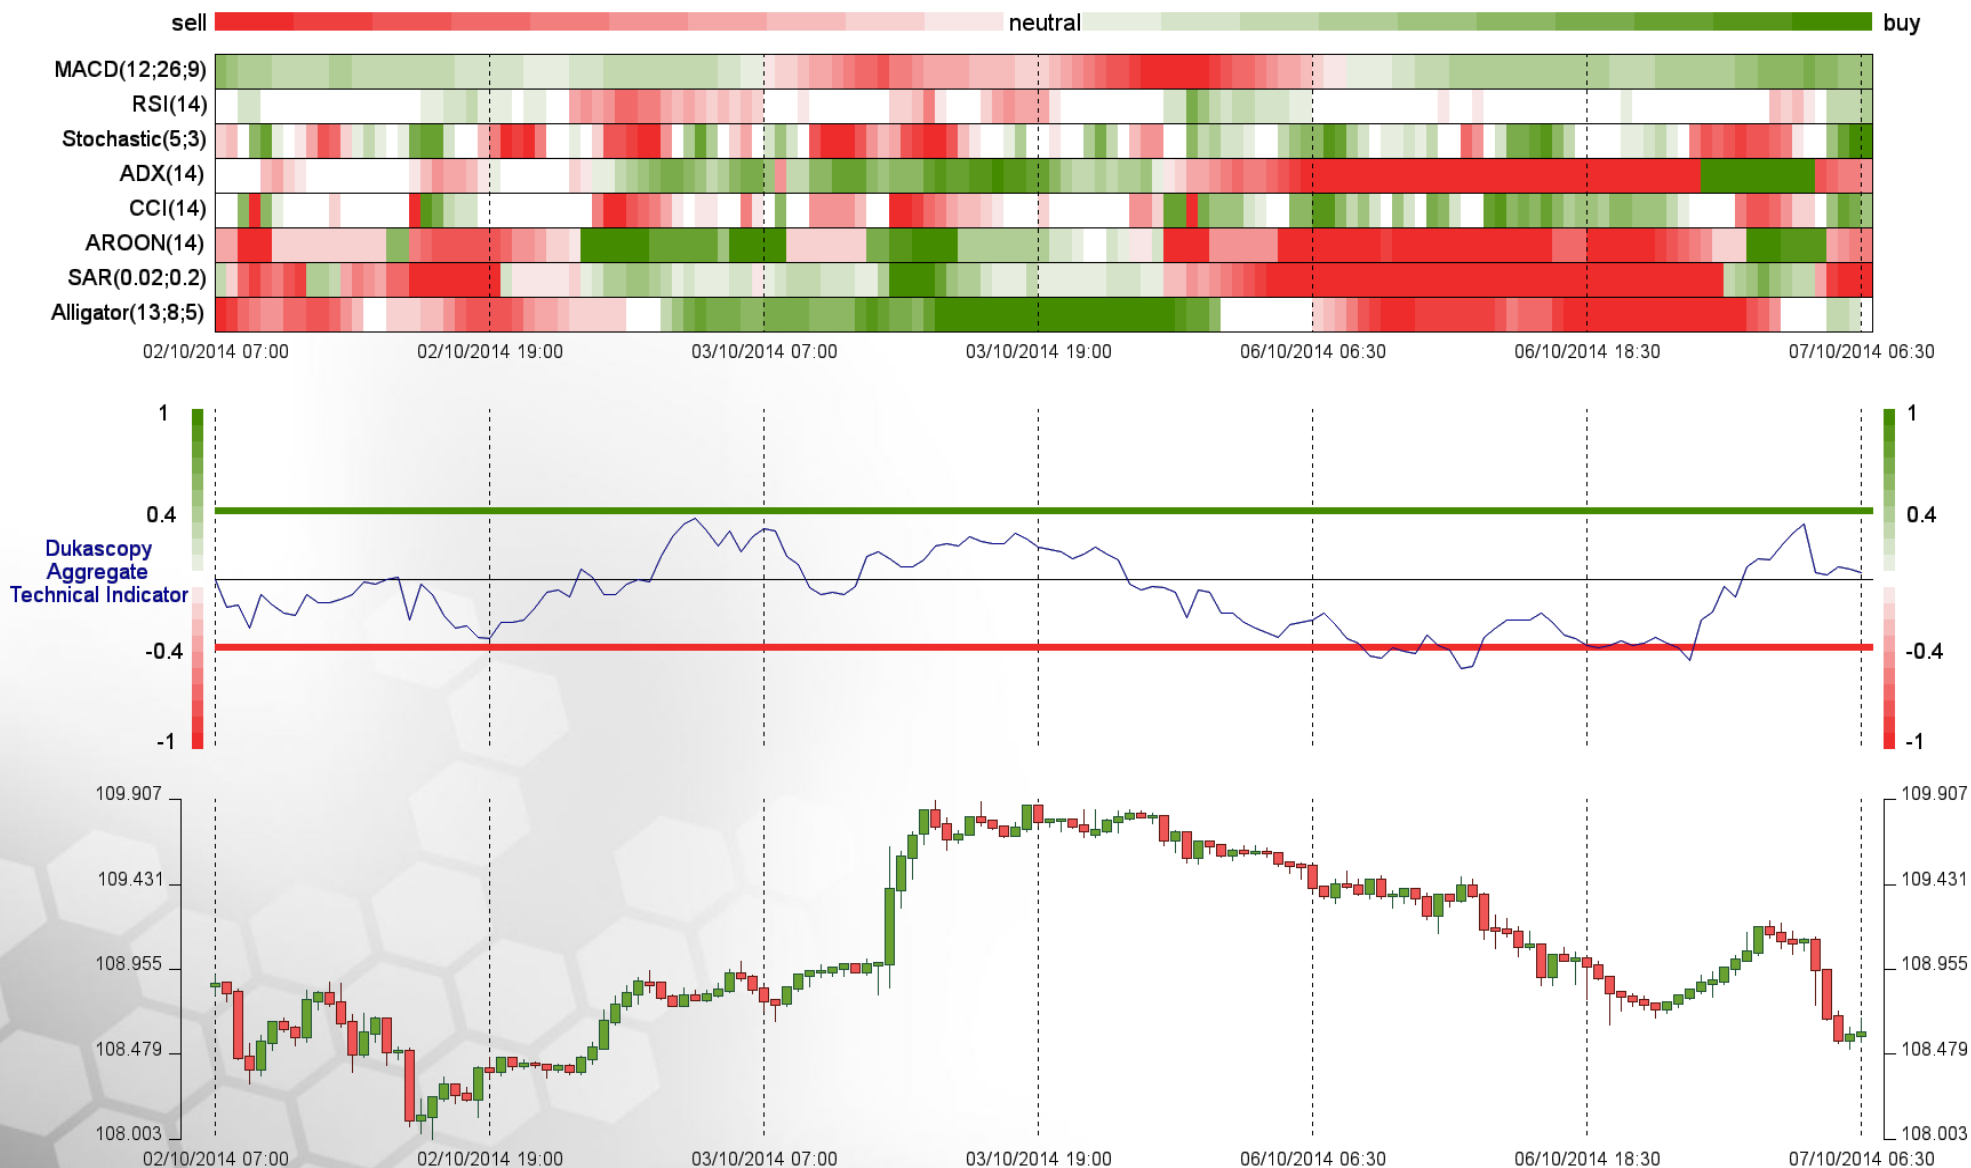 sell neutral buy
MACD(12;26;9)
RSI(14)
Stochastic(5;3)
ADX(14)
CCI(14)
AROON(14)
SAR(0.02;0.2)
Alligator(13;8;5)
02/10/2014 07:00 02/10/2014 19:00 03/10/2014 07:00 03/10/2014 19:00 06/10/2014 06:30 06/10/2014 18:30 07/10/2014 06:30
1 1
0.4 0.4
Dukascopy
Aggregate
Technical Indicator
-0.4 -0.4
-1 -1
109.907 109.907
109.431 109.431
108.955 108.955
108.479 108.479
108.003 108.003
02/10/2014 07:00 02/10/2014 19:00 03/10/2014 07:00 03/10/2014 19:00 06/10/2014 06:30 06/10/2014 18:30 07/10/2014 06:30